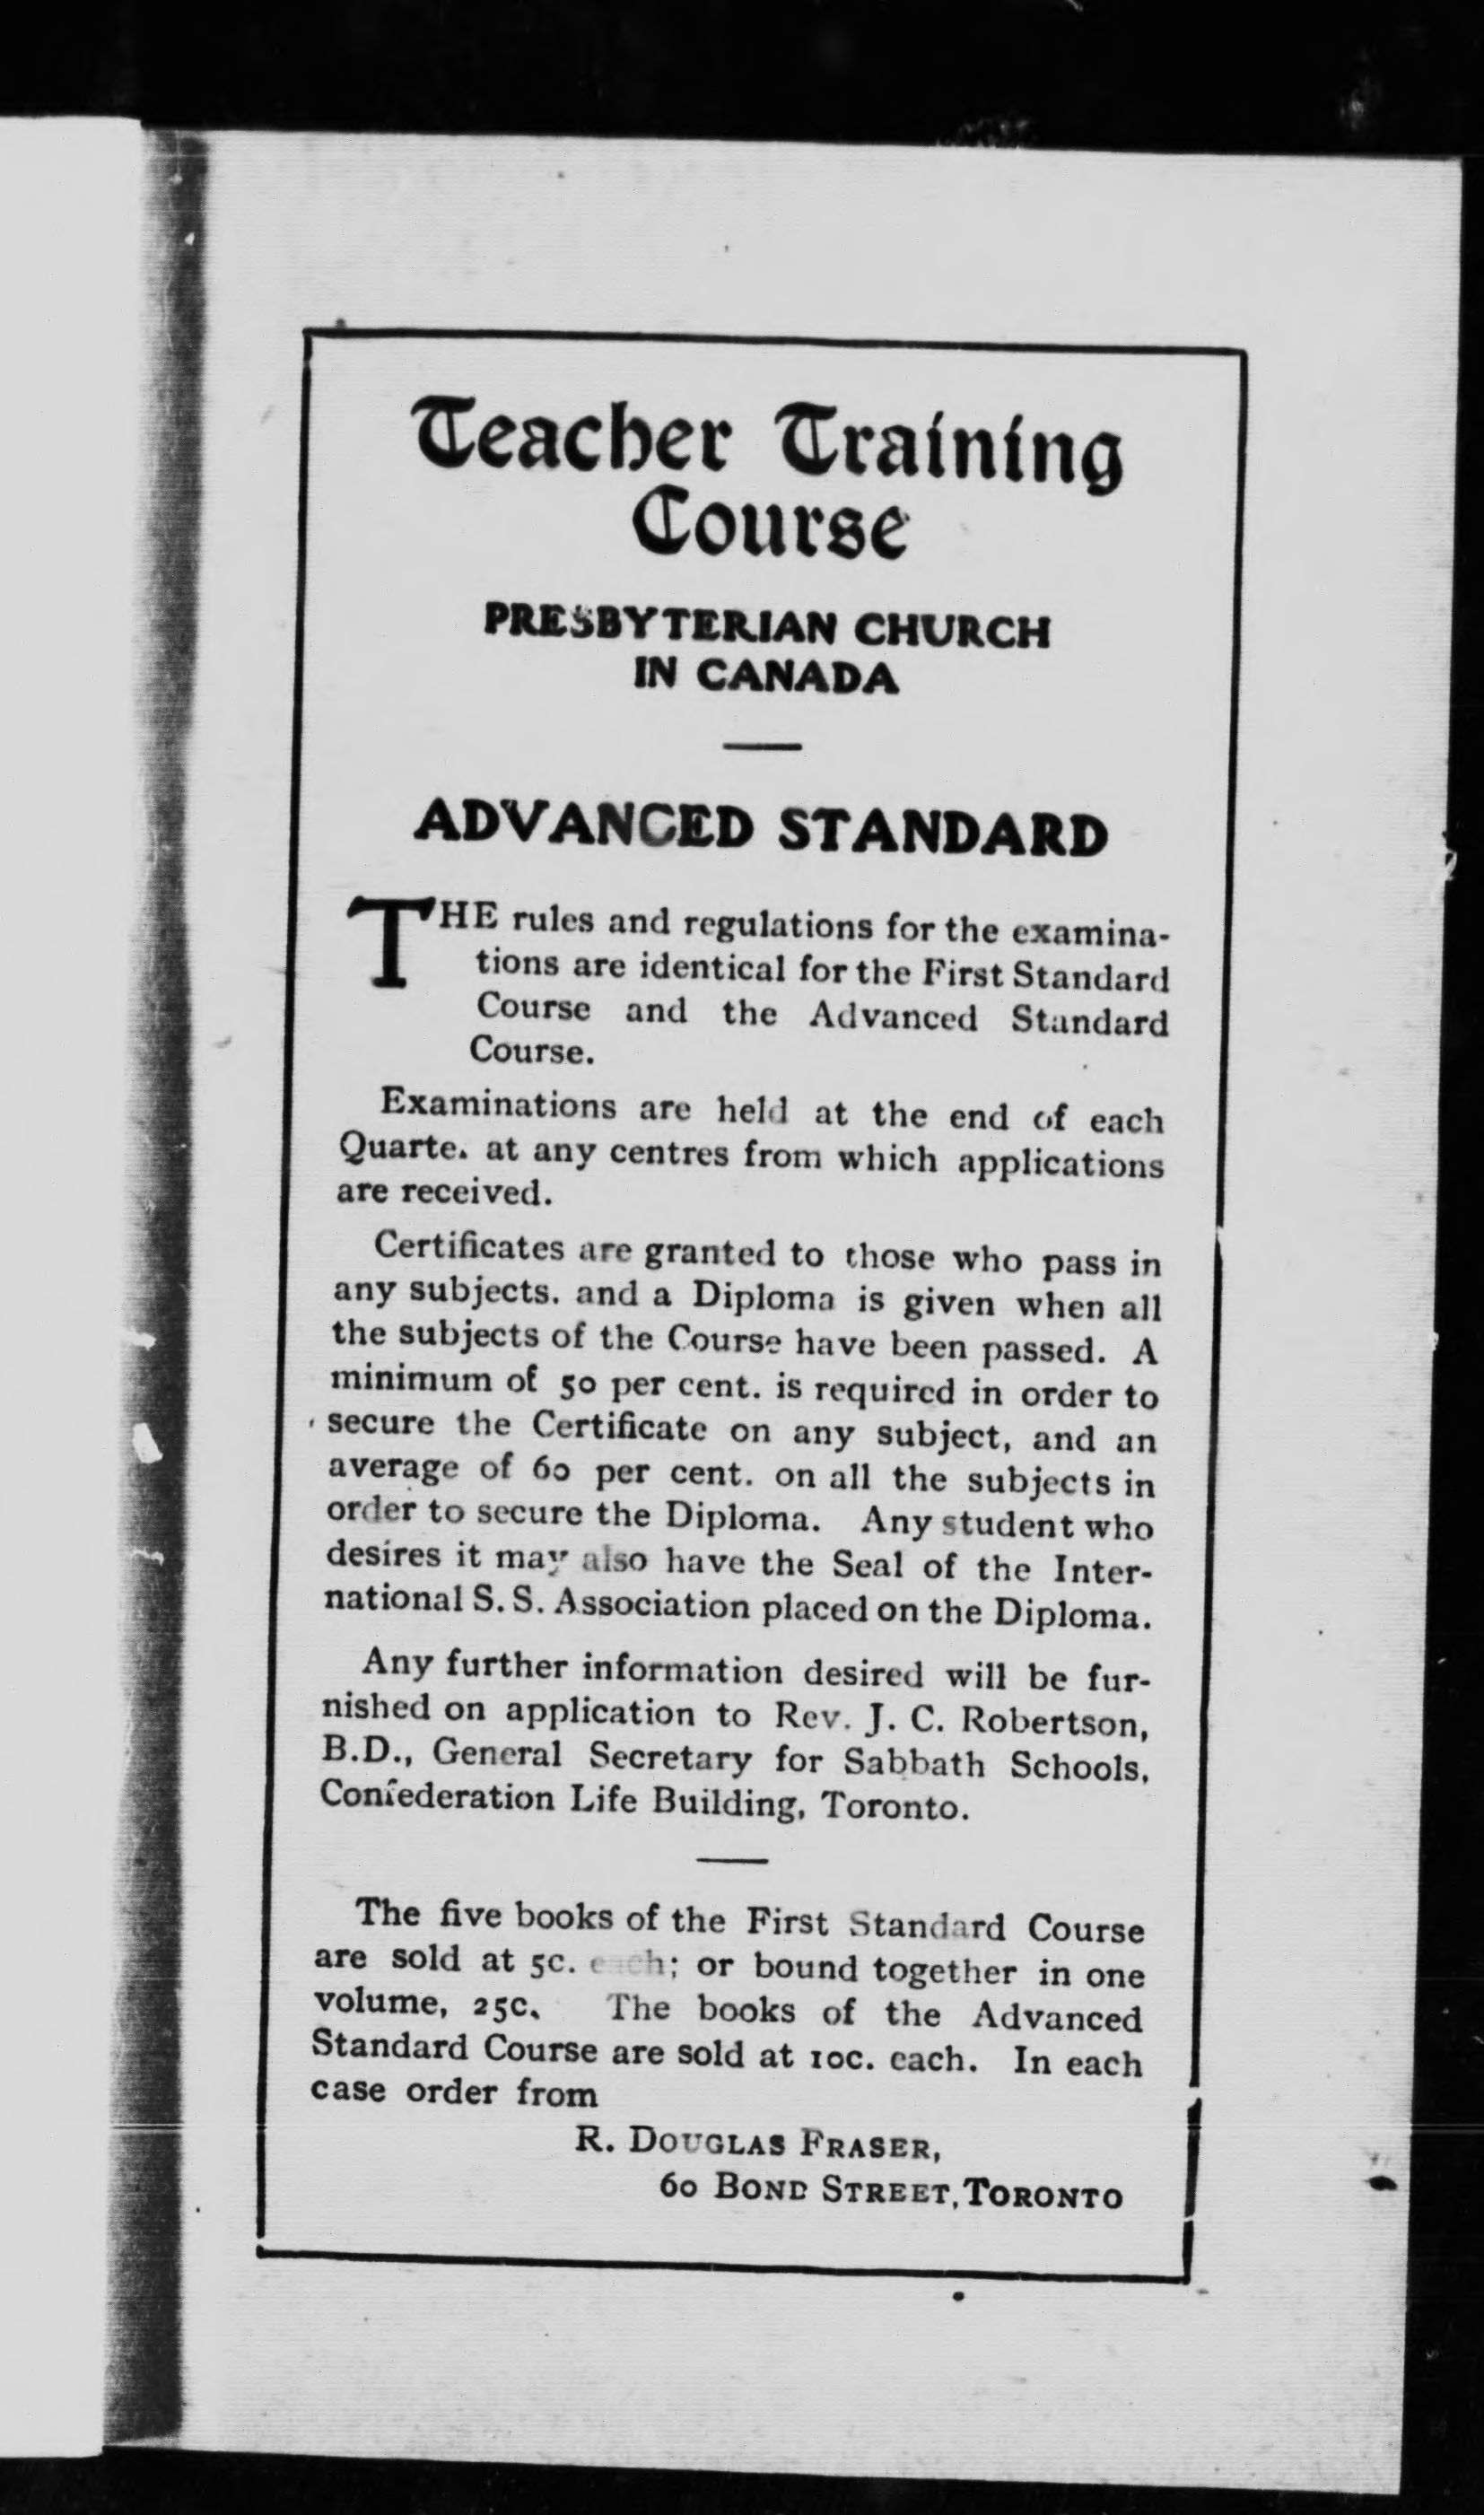 Teacher Training
Course
PRESBYTERIAN CHURCH
IN CANADA
ADVANCED STANDARD
THE rules and regulations for the examina-
tions are identical for the First Standard
Course and the Advanced Standard
Course.
Examinations are held at the end of each
Quarte. at any centres from which applications
are received.
Certificates are granted to those who pass in
any subjects. and a Diploma is given when all
the subjects of the Course have been passed. A
minimum of 50 per cent. is required in order to
secure the Certificate on any subject, and an
average of 60 per cent. on all the subjects in
order to secure the Diploma. Any student who
desires it may also have the Seal of the Inter-
national S. S. Association placed on the Diploma.
Any further information desired will be fur-
nished on application to Rev. J. C. Robertson,
B.D., General Secretary for Sabbath Schools,
Confederation Life Building, Toronto.
The five books of the First Standard Course
are sold at 5c. each; or bound together in one
volume, 25c. The books of the Advanced
Standard Course are sold at 10c. each. In each
case order from
R. DOUGLAS FRASER,
60 BOND STREET, TORONTO